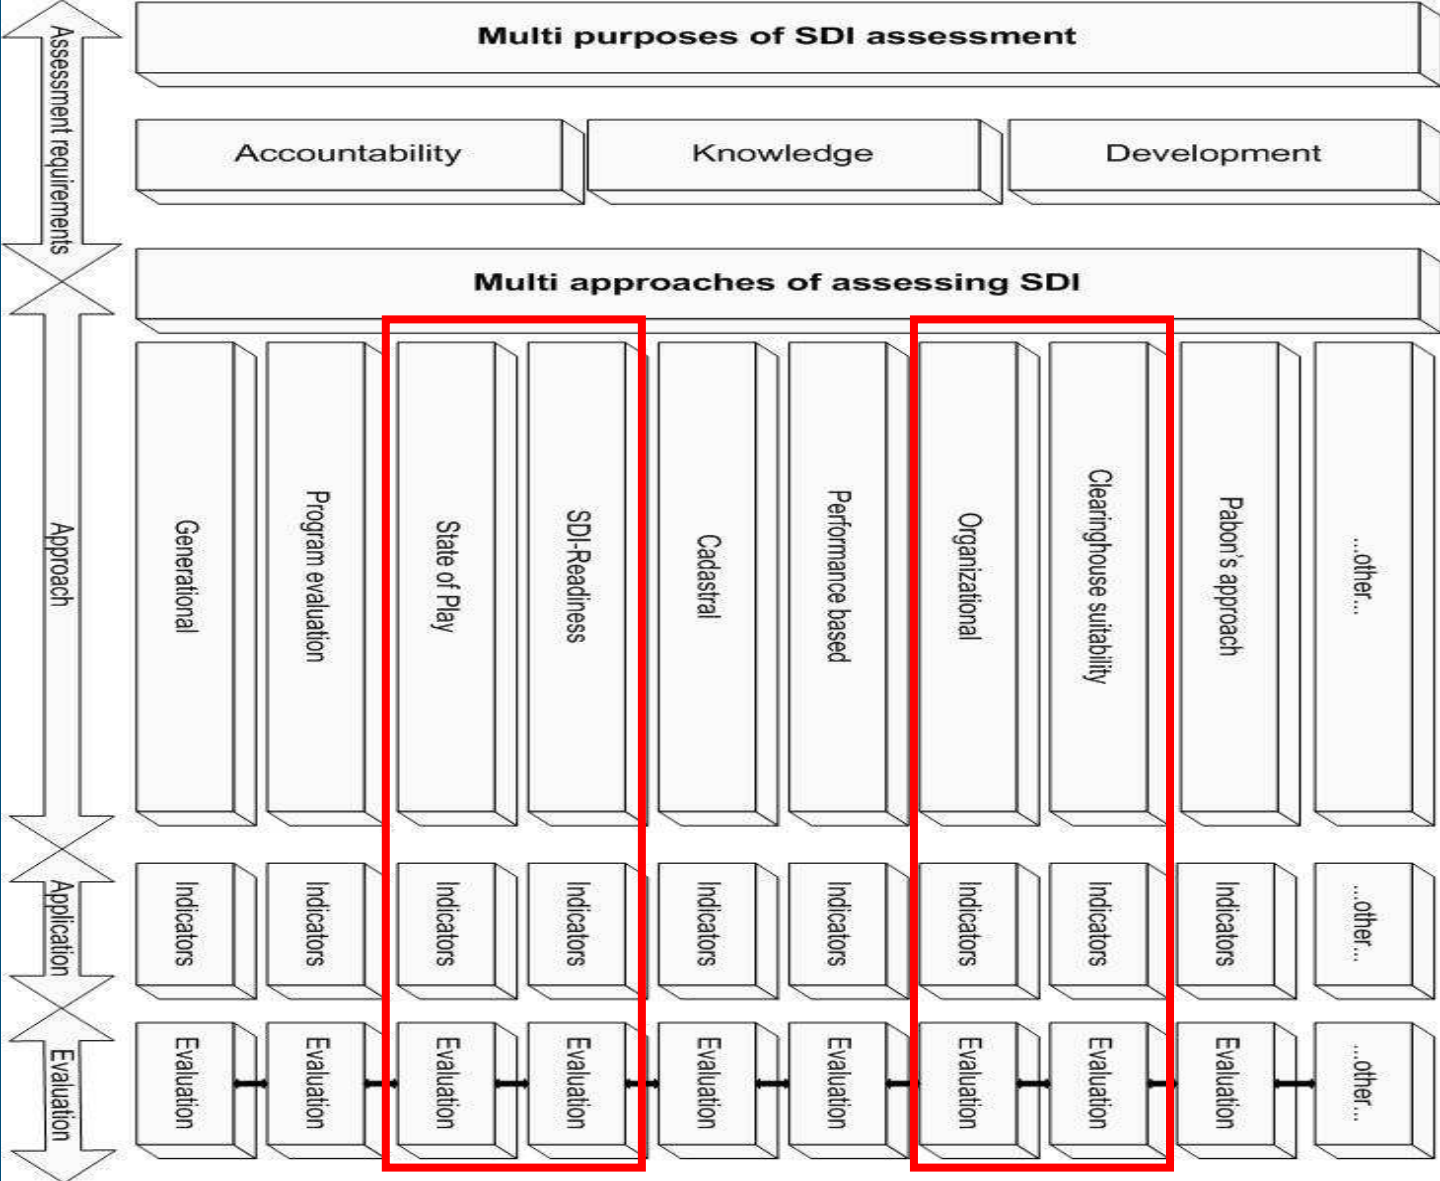 Multi purposes of SDI assessment
Assessment requirements
Accountability
Knowledge
Development
Multi approaches of assessing SDI
Approach
Generational
Program evaluation
State of Play
SDI-Readiness
Cadastral
Performance based
Organizational
Clearinghouse suitability
Pabon's approach
...other...
Application
Indicators
Indicators
Indicators
Indicators
Indicators
Indicators
Indicators
Indicators
Indicators
...other...
Evaluation
Evaluation
Evaluation
Evaluation
Evaluation
Evaluation
Evaluation
Evaluation
Evaluation
Evaluation
...other...